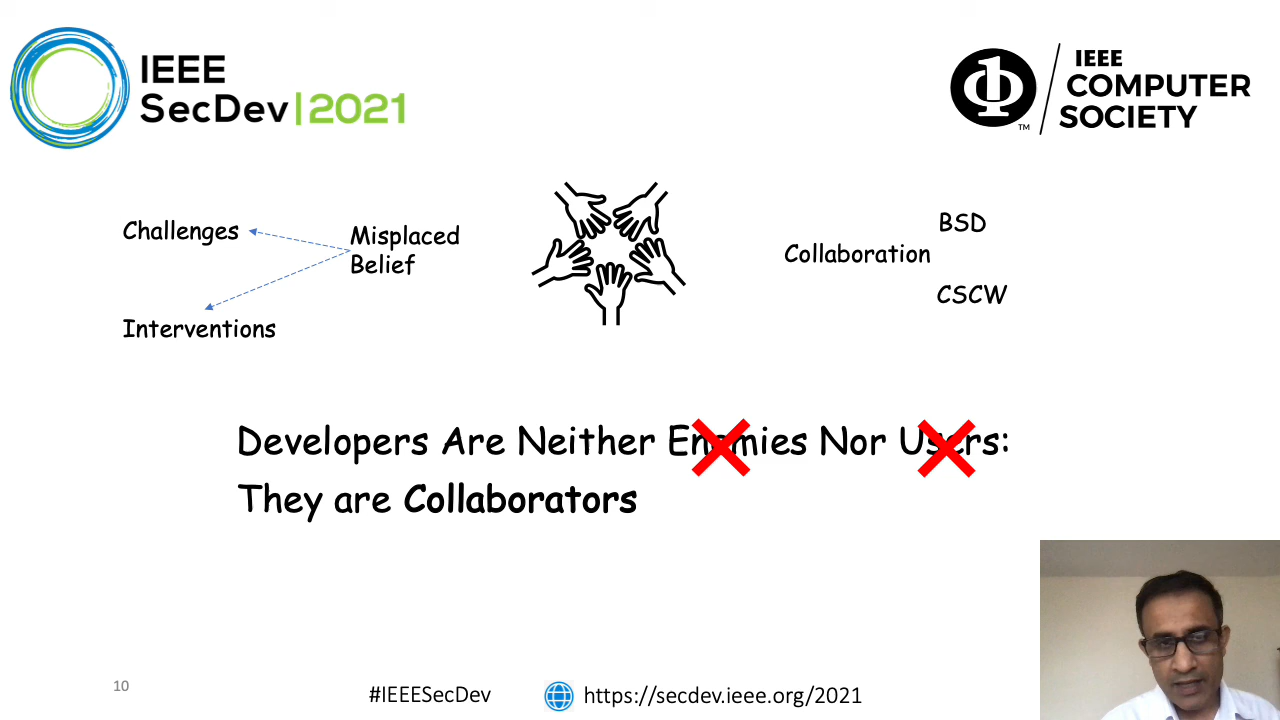 IEEE
SecDev|2021
IEEE
COMPUTER
SOCIETY
TM
Challenges
Misplaced
Belief
Interventions
BSD
Collaboration
CSCW
Developers Are Neither Enemies Nor Users:
They are Collaborators
10
#IEEESecDev
https://secdev.ieee.org/2021